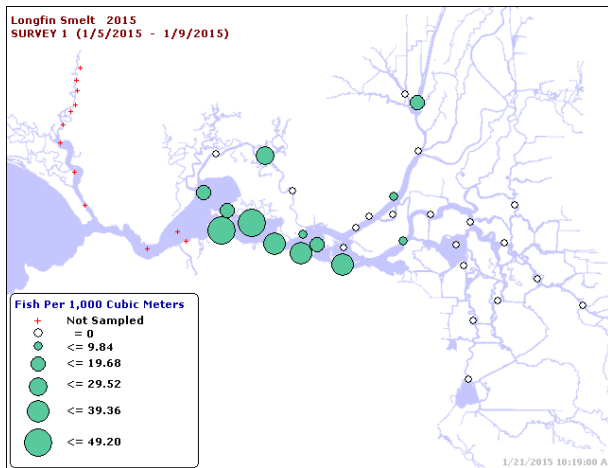 Longfin Smelt 2015
SURVEY 1 (1/5/2015 - 1/9/2015)
Fish Per 1,000 Cubic Meters
Not Sampled
= 0
<= 9.84
<= 19.68
<= 29.52
<= 39.36
<= 49.20
1/21/2015 10:19:00 A